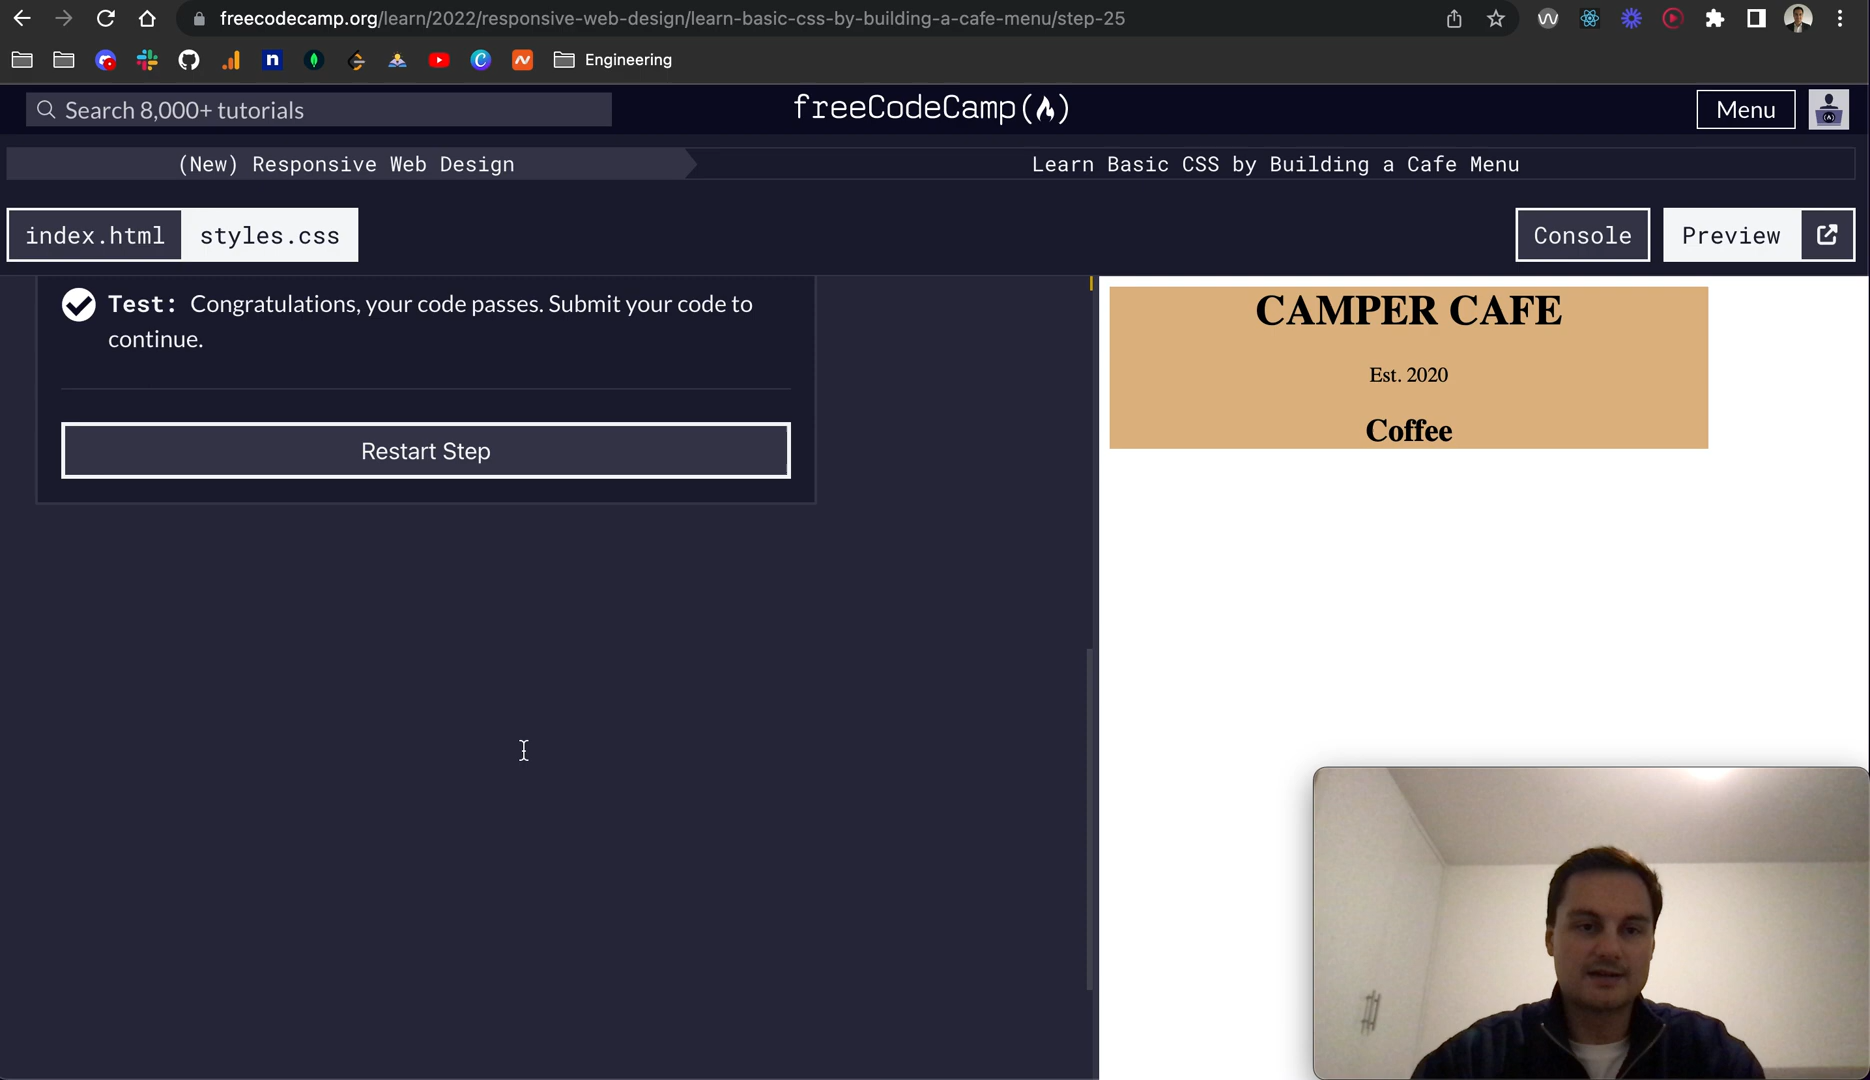 freecodecamp.org/learn/2022/responsive-web-design/learn-basic-css-by-building-a-cafe-menu/step-25
Engineering
Search 8,000+ tutorials
freeCodeCamp
Menu
(New) Responsive Web Design
Learn Basic CSS by Building a Cafe Menu
index.html
styles.css
Console
Preview
Test: Congratulations, your code passes. Submit your code to
continue.
Restart Step
CAMPER CAFE
Est. 2020
Coffee